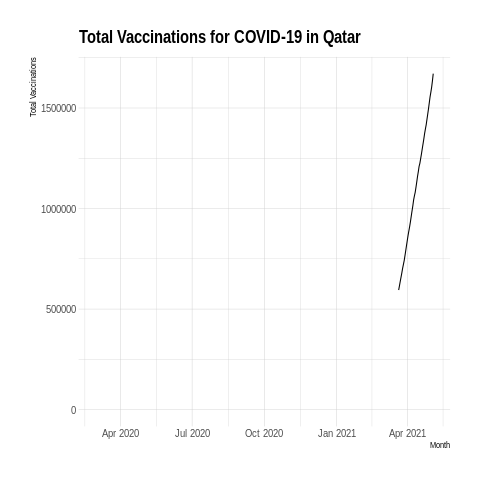 Total Vaccinations for COVID-19 in Qatar
Total Vaccinations
1500000
1000000
500000
0
Apr 2020 Jul 2020 Oct 2020 Jan 2021 Apr 2021
Month